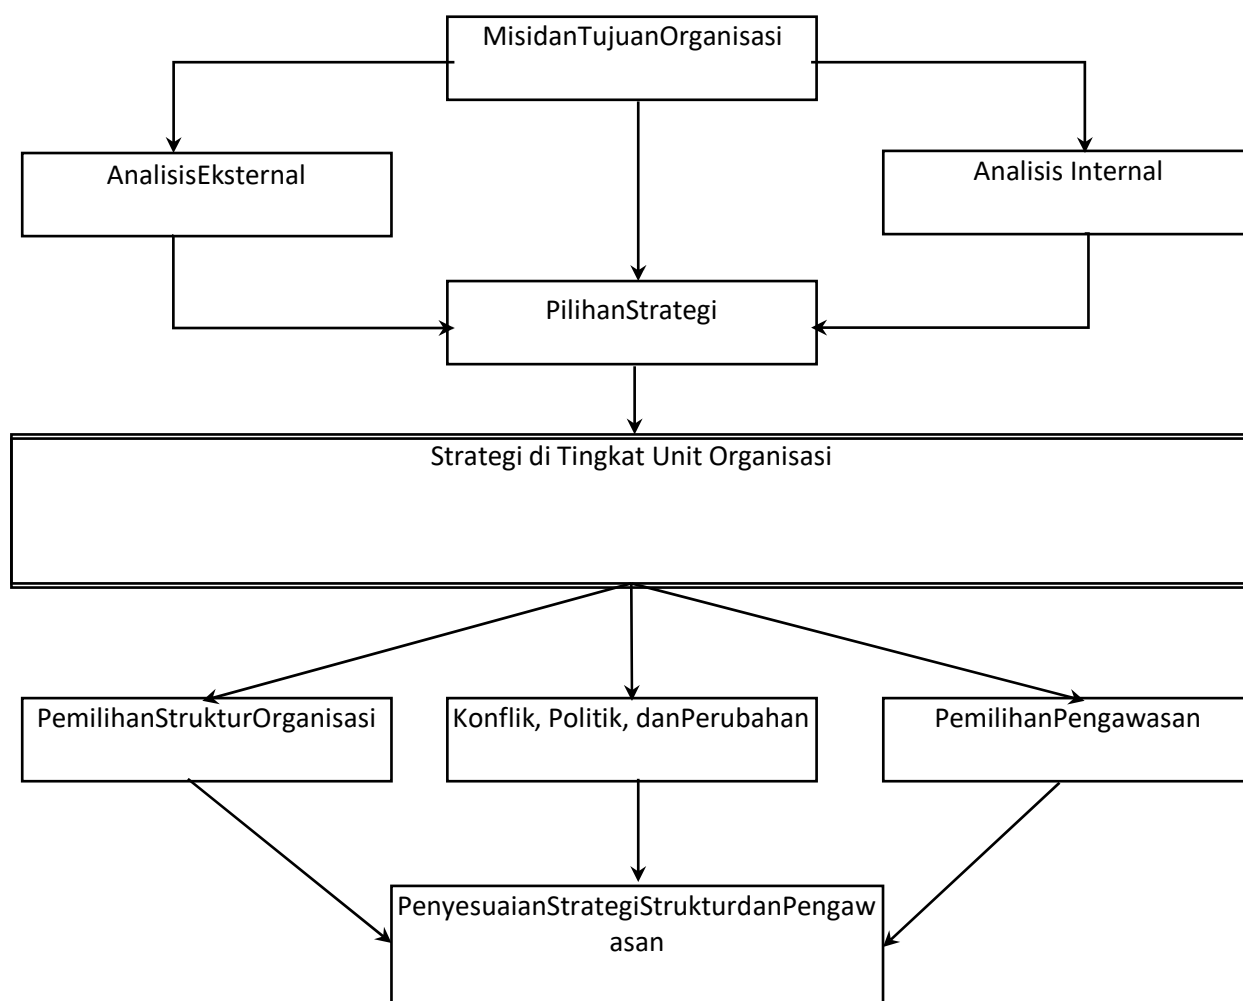 MisidanTujuanOrganisasi
AnalisisEksternal
Analisis Internal
PilihanStrategi
Strategi di Tingkat Unit Organisasi
PemilihanStrukturOrganisasi
Konflik, Politik, danPerubahan
PemilihanPengawasan
PenyesuaianStrategiStrukturdanPengaw
asan